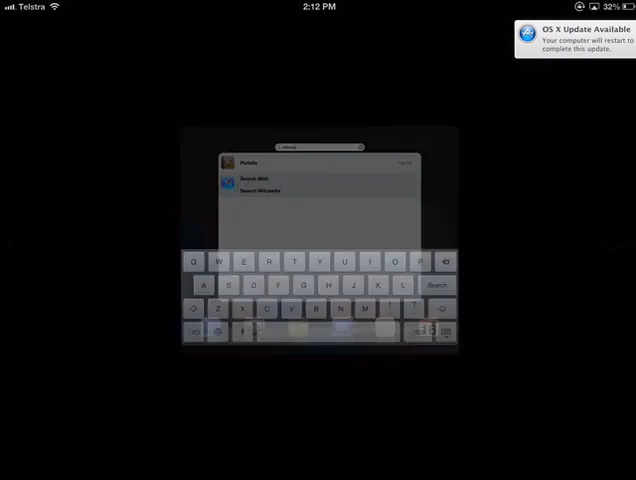 Telstra
2:12 PM
32%
OS X Update Available
Your computer will restart to
complete this update.
Search Web
Search Wikipedia
Q W E R T Y U I O P
A S D F G H J K L Search
Z X C V B N M ! ?